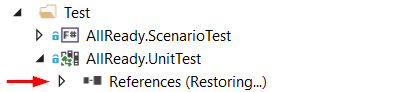 Test
F# AllReady.ScenarioTest
AllReady.UnitTest
References (Restoring...)